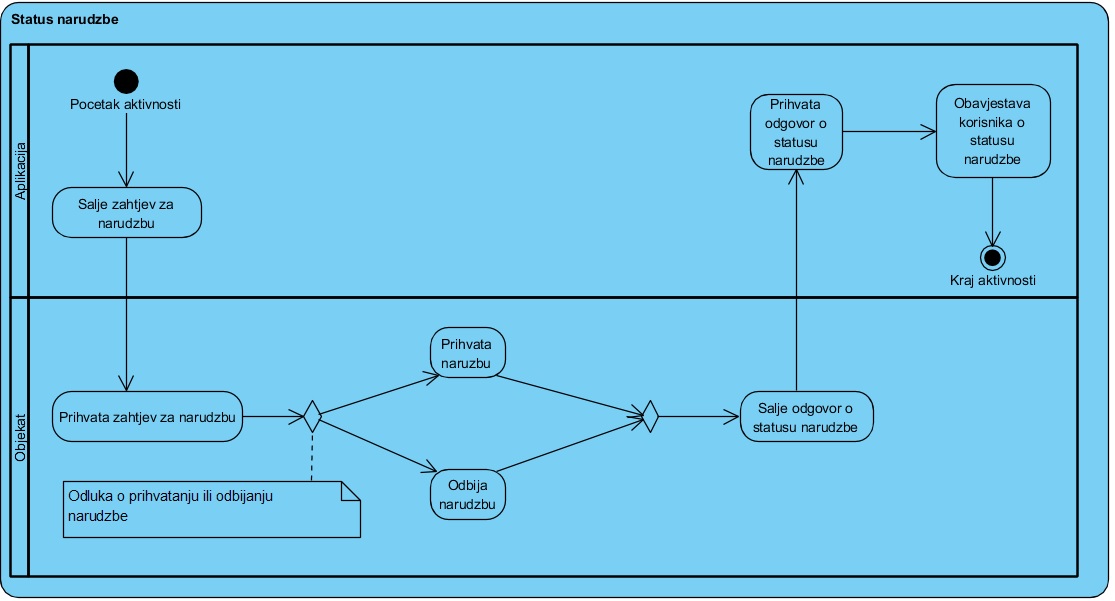 Status narudzbe
Aplikacija
Pocetak aktivnosti
Salje zahtjev za
narudzbu
Prihvata
odgovor o
statusu
narudzbe
Obavjestava
korisnika o
statusu
narudzbe
Kraj aktivnosti
Objekat
Prihvata zahtjev za narudzbu
Odluka o prihvatanju ili odbijanju
narudzbe
Prihvata
naruzbu
Odbija
narudzbu
Salje odgovor o
statusu narudzbe